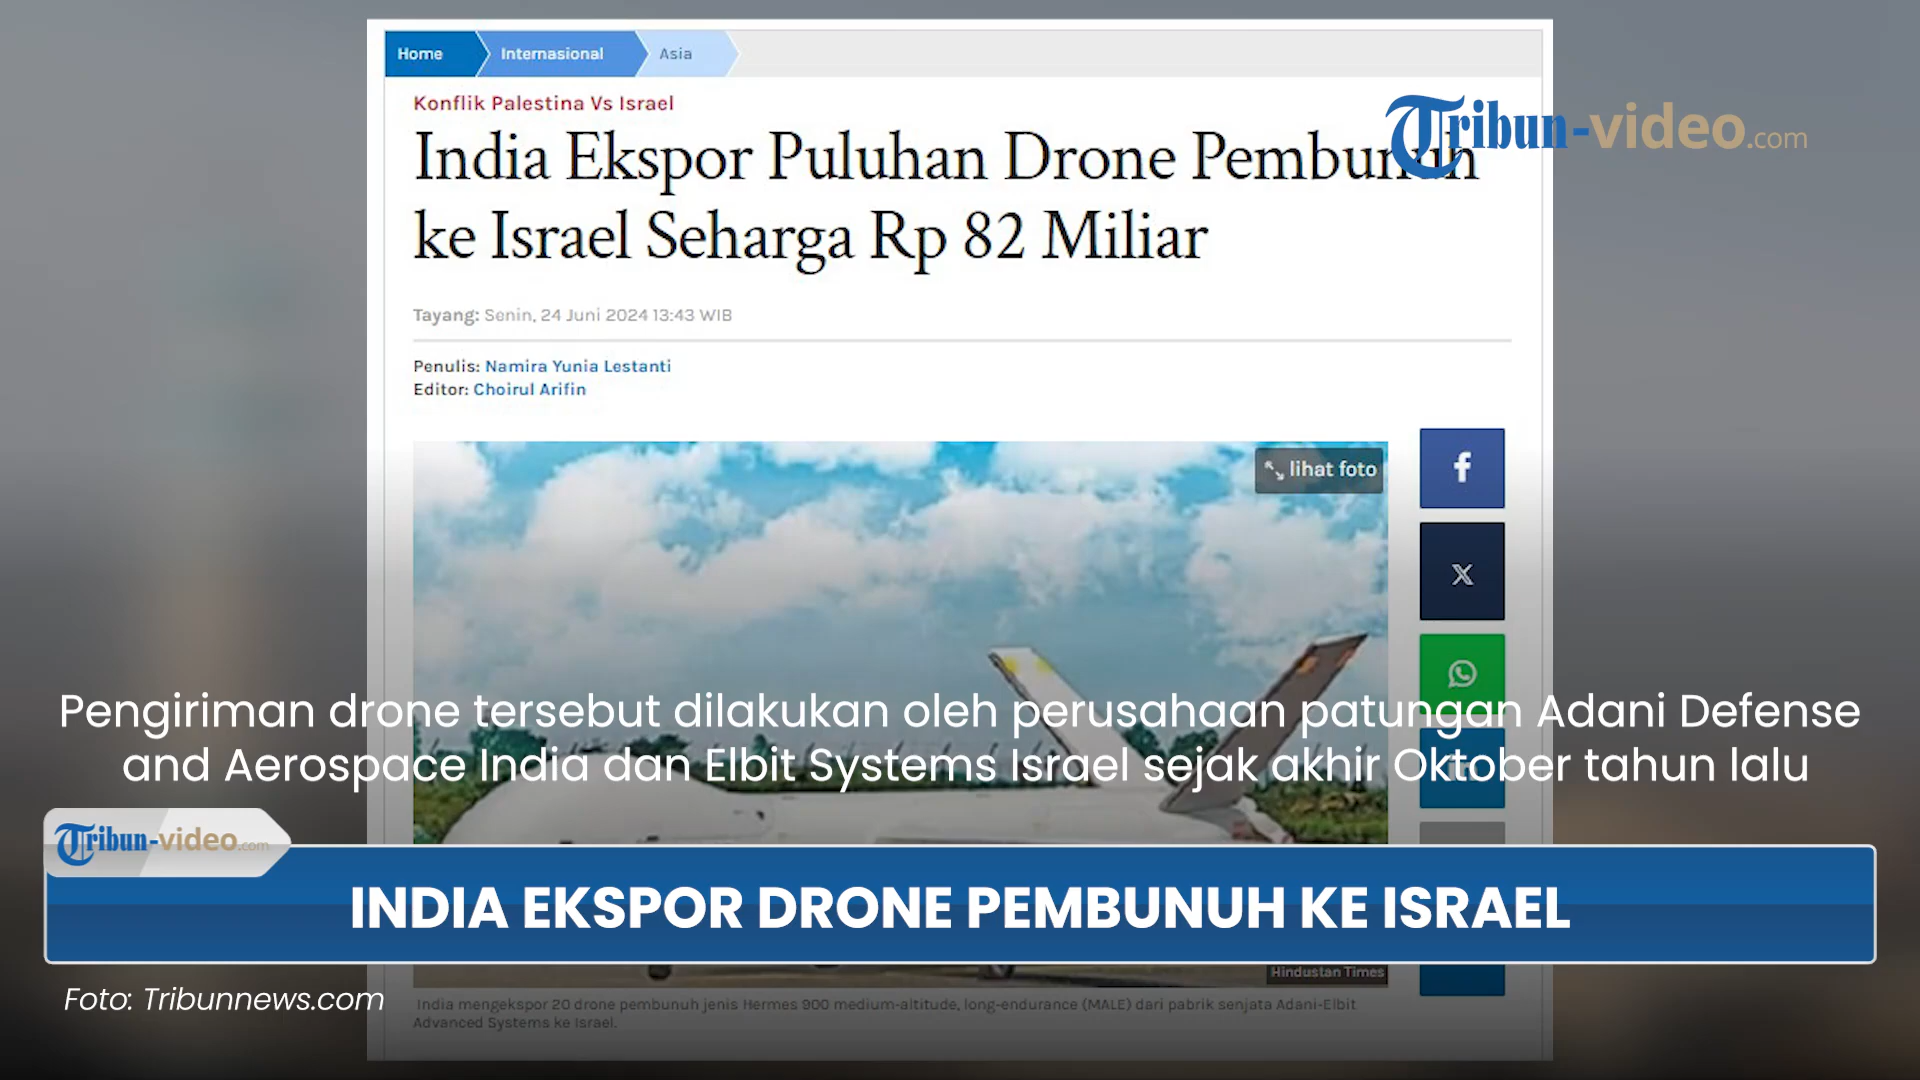 Home
Internasional
Asia
Konflik Palestina Vs Israel
India Ekspor Puluhan Drone Pembunuh
ke Israel Seharga Rp 82 Miliar
Tribun-video.com
Tayang: Senin, 24 Juni 2024 13:43 WIB
Penulis: Namira Yunia Lestanti
Editor: Choirul Arifin
lihat foto
Pengiriman drone tersebut dilakukan oleh perusahaan patungan Adani Defense
and Aerospace India dan Elbit Systems Israel sejak akhir Oktober tahun lalu
Tribun-video.com
INDIA EKSPOR DRONE PEMBUNUH KE ISRAEL
Hindustan Times
Foto: Tribunnews.com
India mengekspor 20 drone pembunuh jenis Hermes 900 medium-altitude, long-endurance (MALE) dari pabrik senjata Adani-Elbit
Advanced Systems ke Israel.